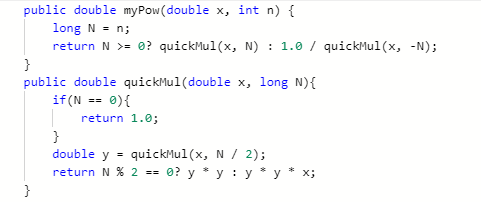 public double myPow(double x, int n) {
    long N = n;
    return N >= 0? quickMul(x, N) : 1.0 / quickMul(x, -N);
}
public double quickMul(double x, long N){
    if(N == 0){
        return 1.0;
    }
    double y = quickMul(x, N / 2);
    return N % 2 == 0? y * y : y * y * x;
}